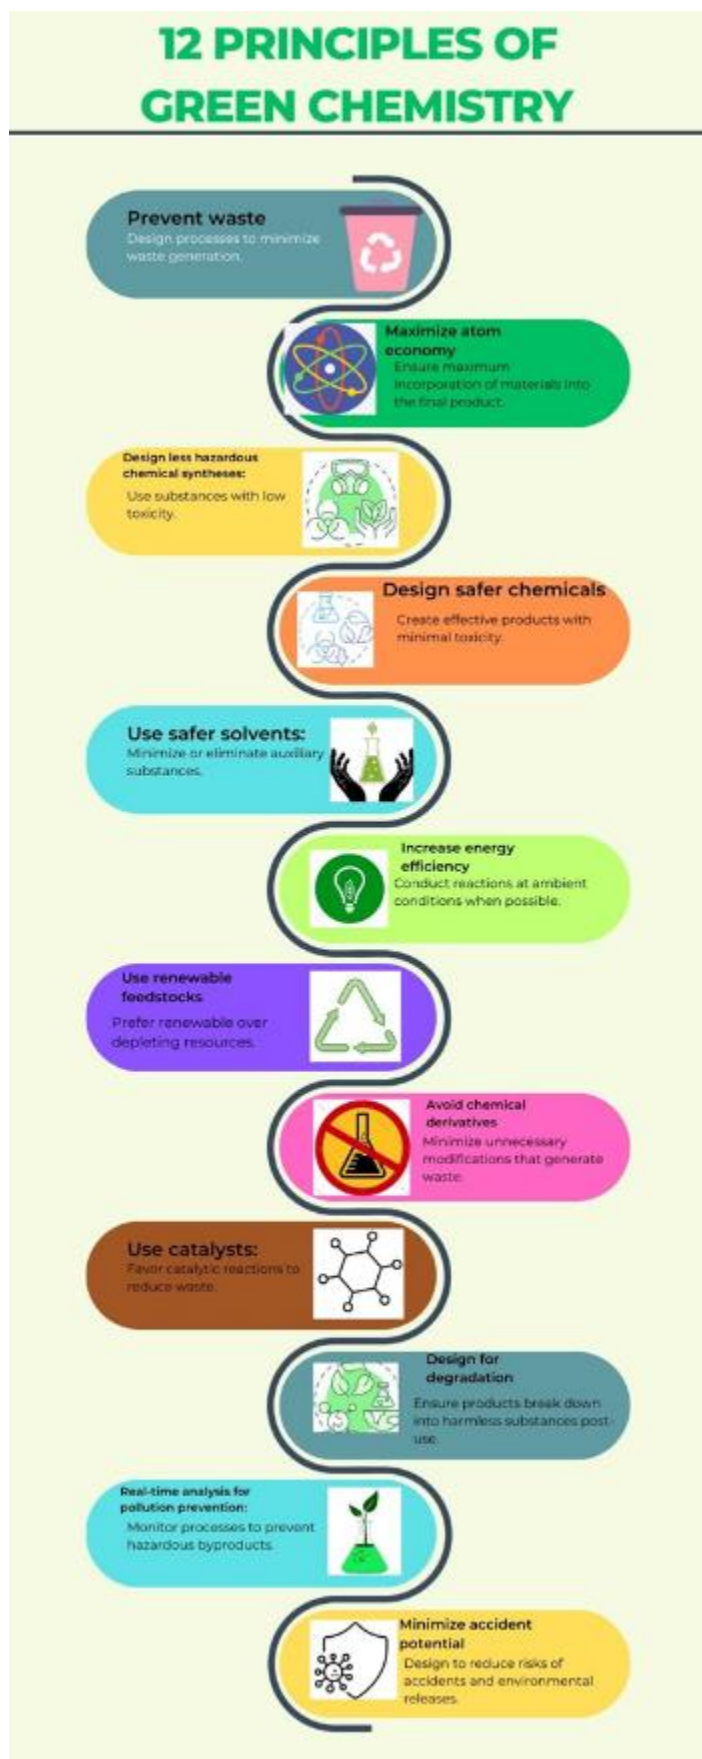 12 PRINCIPLES OF
GREEN CHEMISTRY
Prevent waste
Design processes to minimize
waste generation.
Maximize atom
economy
Ensure maximum
incorporation of materials into
the final product.
Design less hazardous
chemical syntheses:
Use substances with low
toxicity.
Design safer chemicals
Create effective products with
minimal toxicity.
Use safer solvents:
Minimize or eliminate auxiliary
substances.
Increase energy
efficiency
Conduct reactions at ambient
conditions when possible.
Use renewable
feedstocks
Prefer renewable over
depleting resources.
Avoid chemical
derivatives
Minimize unnecessary
modifications that generate
waste.
Use catalysts:
Favor catalytic reactions to
reduce waste.
Design for
degradation
Ensure products break down
into harmless substances post-
use.
Real-time analysis for
pollution prevention:
Monitor processes to prevent
hazardous byproducts.
Minimize accident
potential
Design to reduce risks of
accidents and environmental
releases.